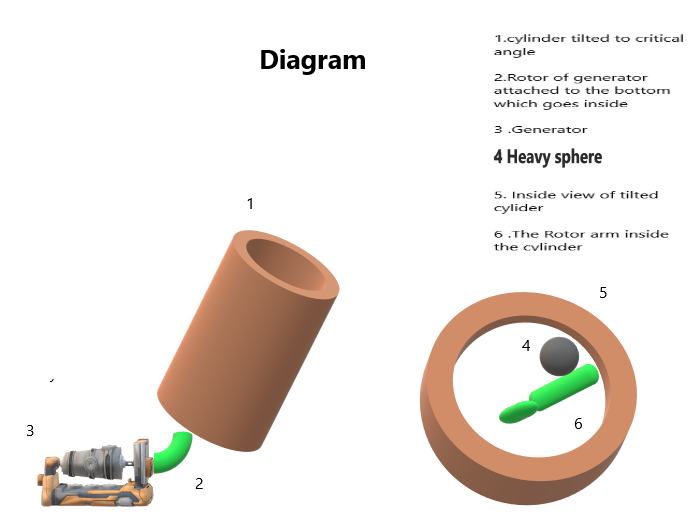 Diagram
1.cylinder tilted to critical
angle
2.Rotor of generator
attached to the bottom
which goes inside
3 .Generator
4 Heavy sphere
5. Inside view of tilted
cylider
6 .The Rotor arm inside
the cylinder
1
5
4
3
6
2